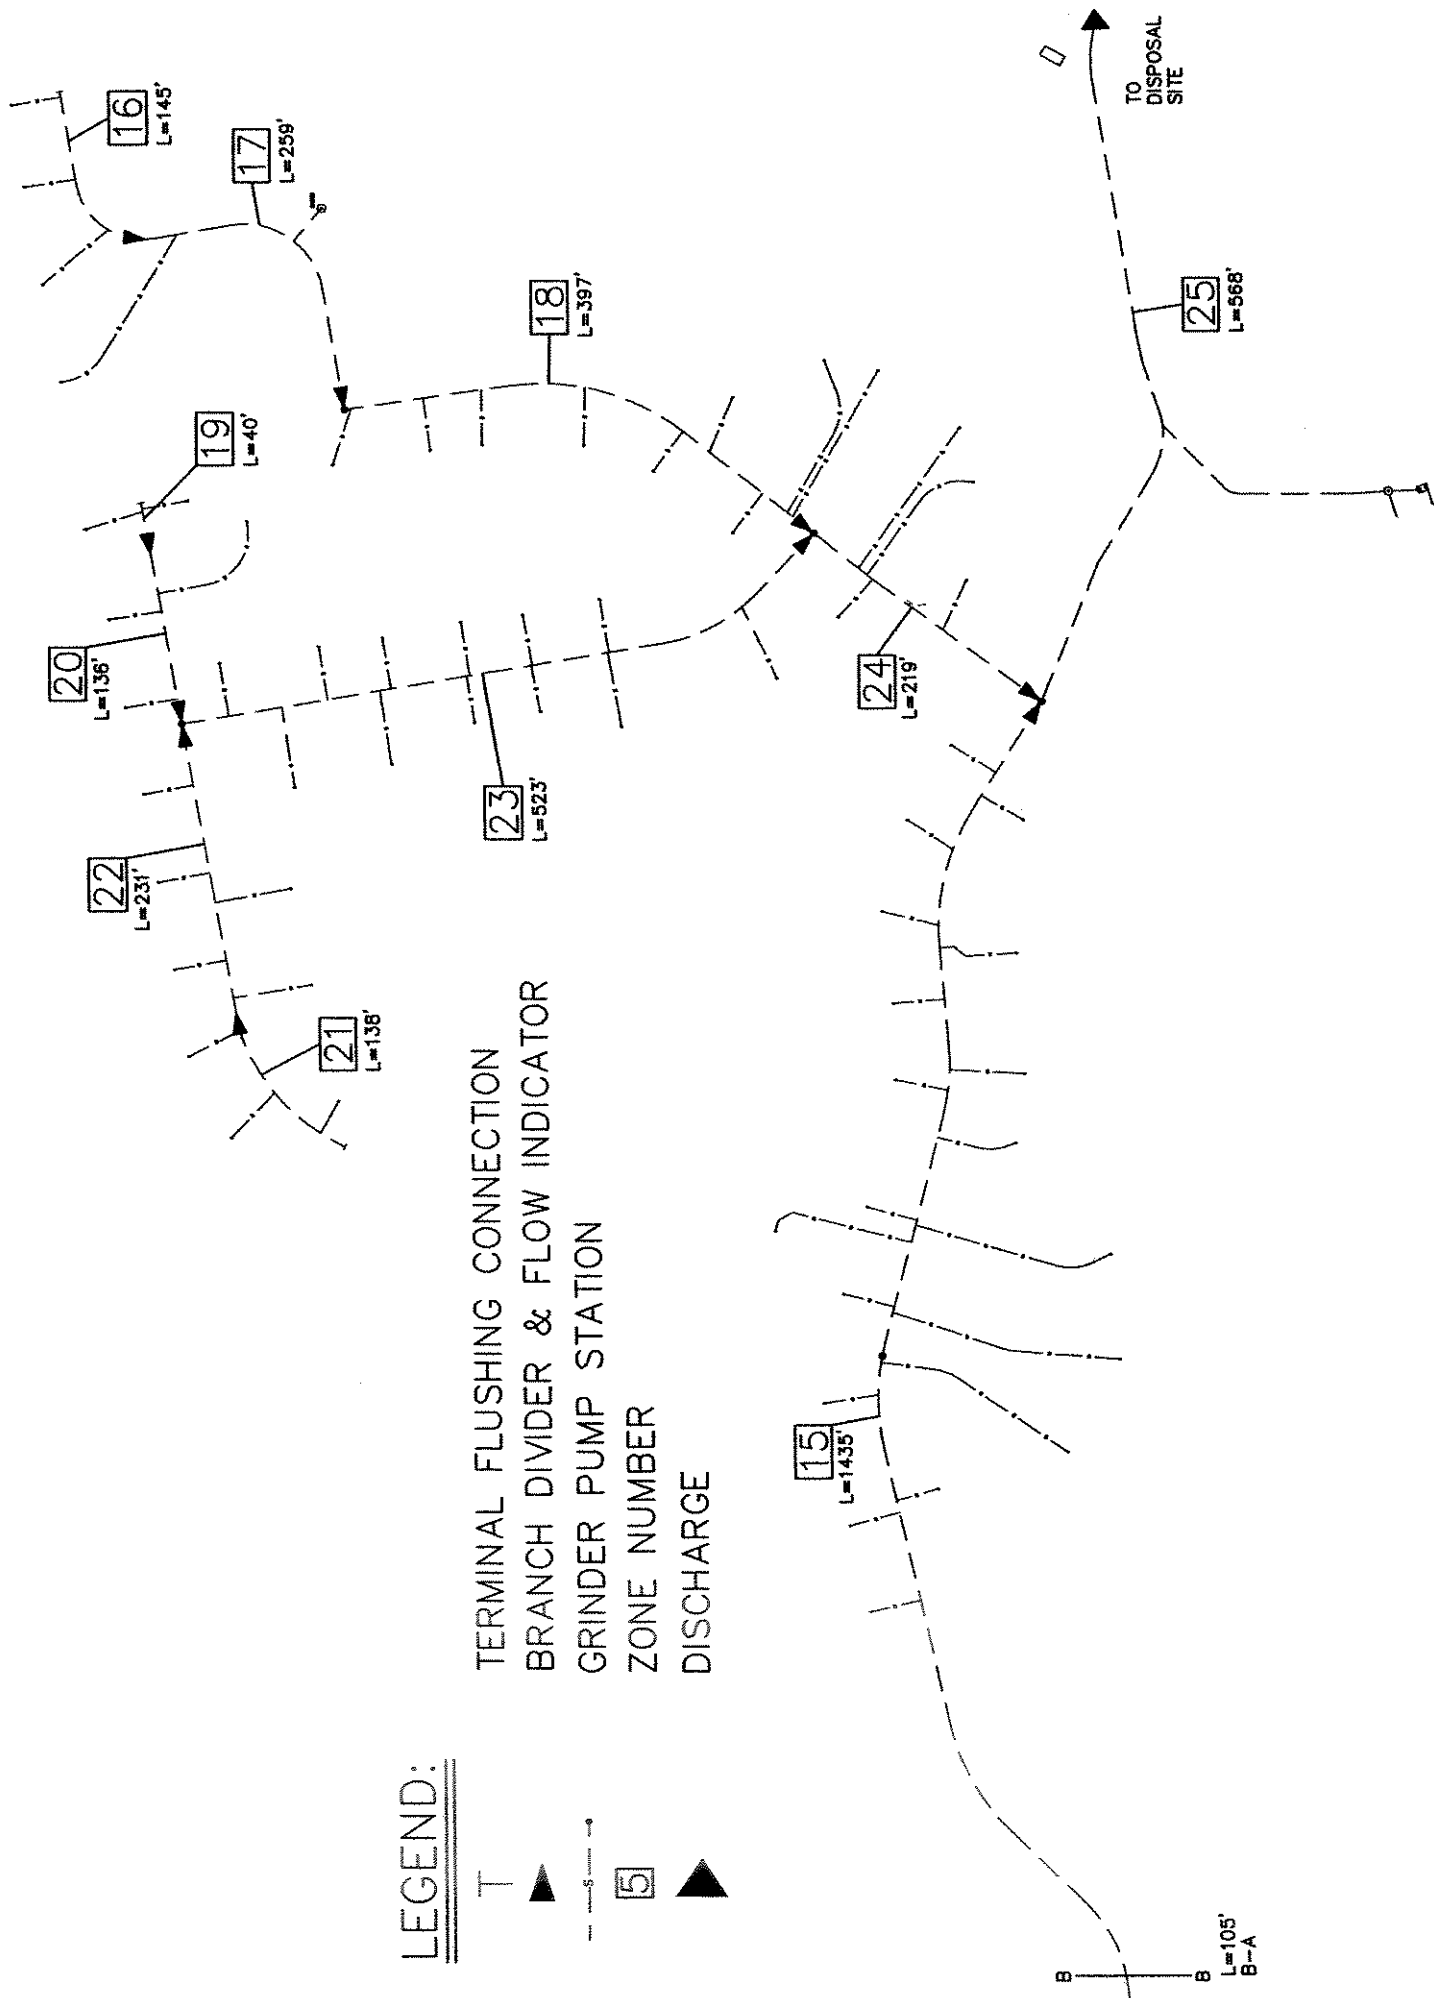 16
L=145'
17
L=259'
18
L=397'
19
L=40'
20
L=136'
22
L=231'
21
L=138'
23
L=523'
24
L=219'
25
L=568'
TO
DISPOSAL
SITE
15
L=1435'
B
B
L=105'
B-A
LEGEND:
TERMINAL FLUSHING CONNECTION
BRANCH DIVIDER & FLOW INDICATOR
S
GRINDER PUMP STATION
5
ZONE NUMBER
DISCHARGE